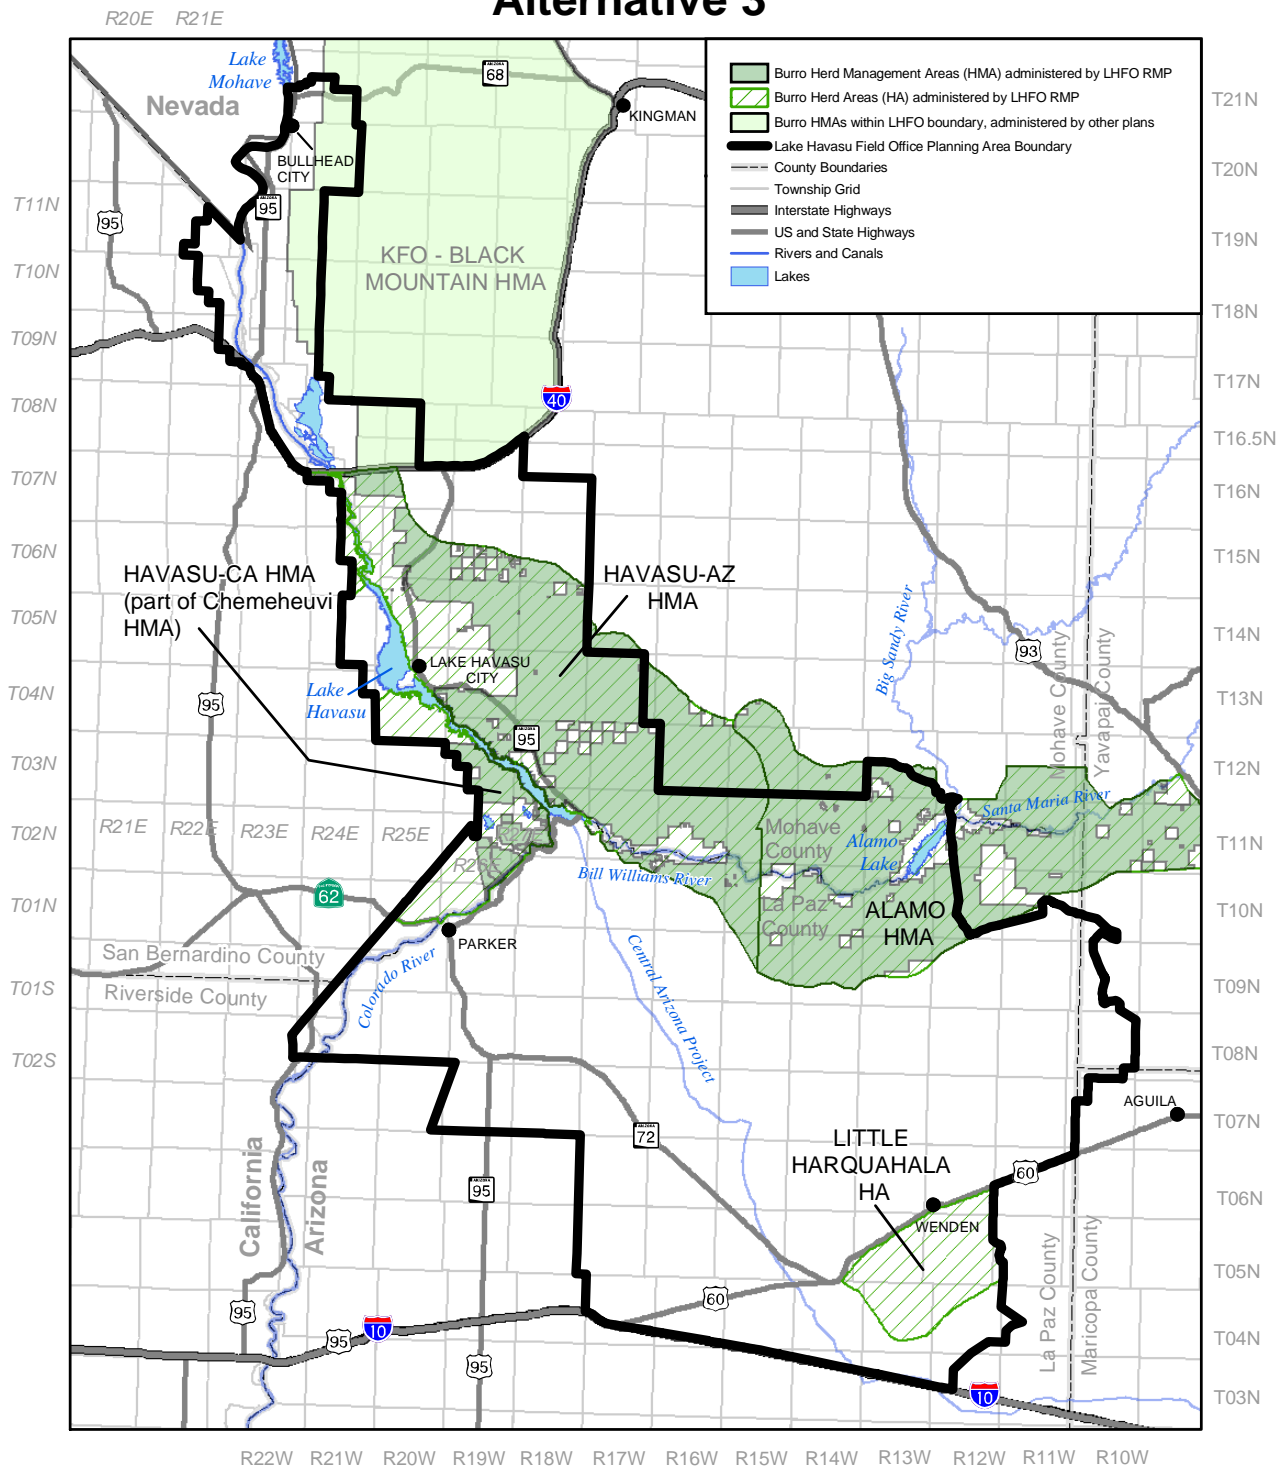 Alternative 3
R20E R21E
Lake
Mohave
Nevada
68
KINGMAN
BULLHEAD
CITY
95
95
KFO - BLACK
MOUNTAIN HMA
40
Burro Herd Management Areas (HMA) administered by LHFO RMP
Burro Herd Areas (HA) administered by LHFO RMP
Burro HMAs within LHFO boundary, administered by other plans
Lake Havasu Field Office Planning Area Boundary
County Boundaries
Township Grid
Interstate Highways
US and State Highways
Rivers and Canals
Lakes
T11N
T10N
T09N
T08N
T07N
T06N
T05N
T04N
T03N
T02N
T01N
T01S
T02S
T21N
T20N
T19N
T18N
T17N
T16.5N
T16N
T15N
T14N
T13N
T12N
T11N
T10N
T09N
T08N
T07N
T06N
T05N
T04N
T03N
HAVASU-CA HMA
(part of Chemeheuvi
HMA)
HAVASU-AZ
HMA
LAKE HAVASU
CITY
Lake
Havasu
95
95
Big Sandy River
93
Mohave County
Yavapai County
Santa Maria River
R21E R22E R23E R24E R25E
R26E
R27E
Mohave
County
Alamo
Lake
Bill Williams River
La Paz
County
ALAMO
HMA
62
PARKER
San Bernardino County
Riverside County
Colorado River
Central Arizona Project
AGUILA
72
LITTLE
HARQUAHALA
HA
60
WENDEN
California
Arizona
95
60
La Paz County
Maricopa County
95
95
10
95
10
R22W R21W R20W R19W R18W R17W R16W R15W R14W R13W R12W R11W R10W